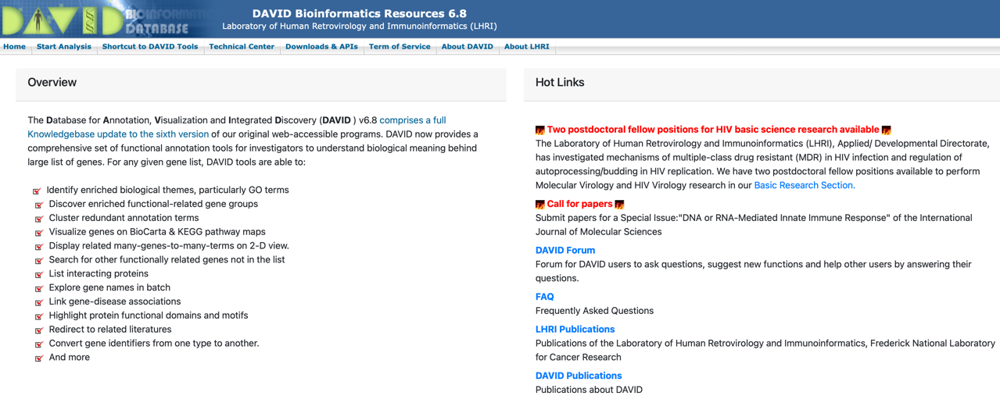 DAVID BIOINFORMATICS
DATABASE
DAVID Bioinformatics Resources 6.8
Laboratory of Human Retrovirology and Immunoinformatics (LHRI)
Home Start Analysis Shortcut to DAVID Tools Technical Center Downloads & APIs Term of Service About DAVID About LHRI
Overview
The Database for Annotation, Visualization and Integrated Discovery (DAVID ) v6.8 comprises a full
Knowledgebase update to the sixth version of our original web-accessible programs. DAVID now provides a
comprehensive set of functional annotation tools for investigators to understand biological meaning behind
large list of genes. For any given gene list, DAVID tools are able to:
Identify enriched biological themes, particularly GO terms
Discover enriched functional-related gene groups
Cluster redundant annotation terms
Visualize genes on BioCarta & KEGG pathway maps
Display related many-genes-to-many-terms on 2-D view.
Search for other functionally related genes not in the list
List interacting proteins
Explore gene names in batch
Link gene-disease associations
Highlight protein functional domains and motifs
Redirect to related literatures
Convert gene identifiers from one type to another.
And more
Hot Links
Two postdoctoral fellow positions for HIV basic science research available
The Laboratory of Human Retrovirology and Immunoinformatics (LHRI), Applied/ Developmental Directorate,
has investigated mechanisms of multiple-class drug resistant (MDR) in HIV infection and regulation of
autoprocessing/budding in HIV replication. We have two postdoctoral fellow positions available to perform
Molecular Virology and HIV Virology research in our Basic Research Section.
Call for papers
Submit papers for a Special Issue:"DNA or RNA-Mediated Innate Immune Response" of the International
Journal of Molecular Sciences
DAVID Forum
Forum for DAVID users to ask questions, suggest new functions and help other users by answering their
questions.
FAQ
Frequently Asked Questions
LHRI Publications
Publications of the Laboratory of Human Retrovirology and Immunoinformatics, Frederick National Laboratory
for Cancer Research
DAVID Publications
Publications about DAVID